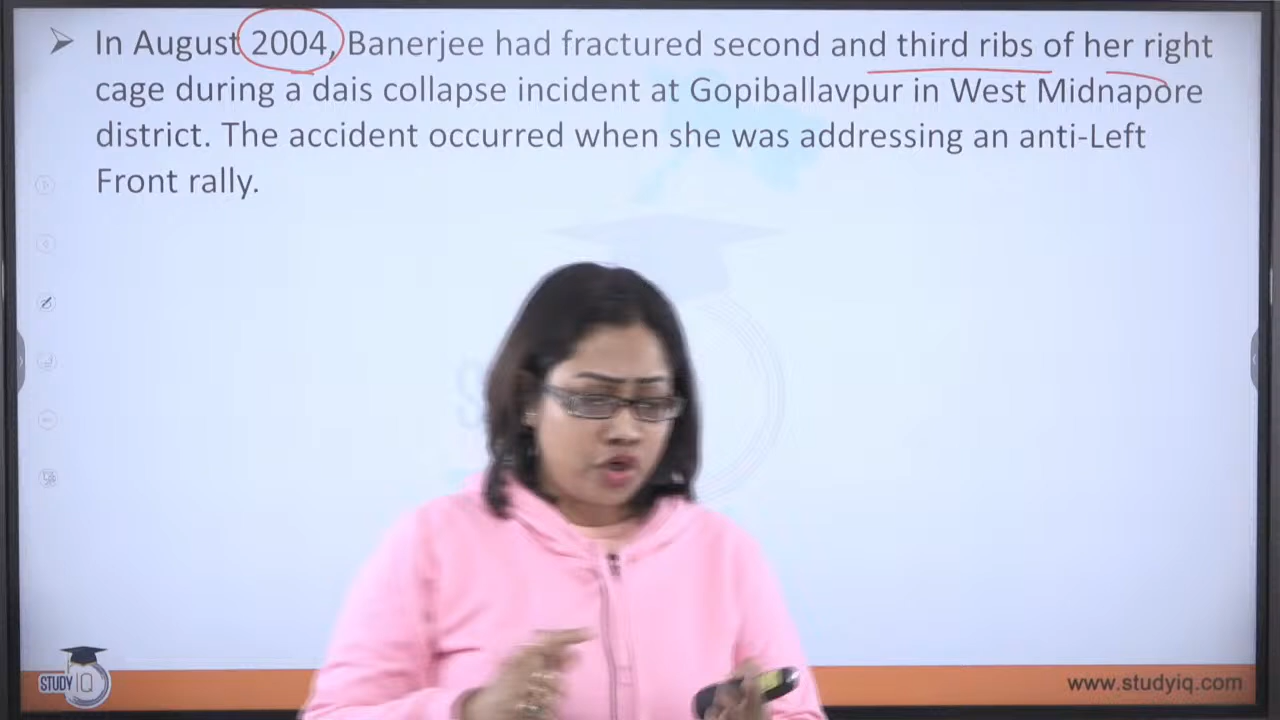 ➢ In August 2004, Banerjee had fractured second and third ribs of her right
cage during a dais collapse incident at Gopiballavpur in West Midnapore
district. The accident occurred when she was addressing an anti-Left
Front rally.
STUDY IQ
www.studyiq.com